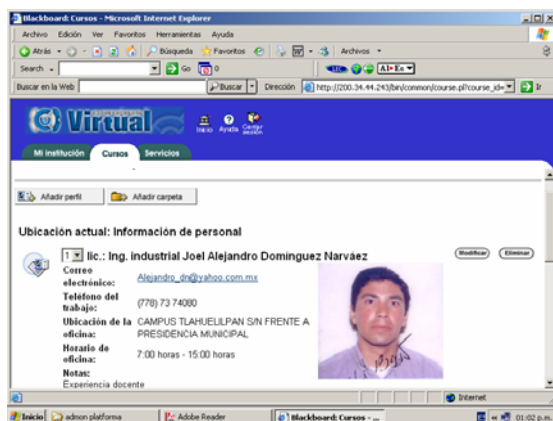 Blackboard: Cursos - Microsoft Internet Explorer
Archivo Edición Ver Favoritos Herramientas Ayuda
Atrás Búsqueda Favoritos Archivos
Search Go
Buscar en la Web Buscar Dirección http://200.34.44.243/bin/common/course.pl?course_id= Ir
Virtual
Inicio Ayuda Cerrar sesión
Mi institución Cursos Servicios
Añadir perfil Añadir carpeta
Ubicación actual: Información de personal
1 lic.: Ing. industrial Joel Alejandro Domínguez Narváez
Modificar Eliminar
Correo electrónico: Alejandro_dn@yahoo.com.mx
Teléfono del trabajo: (778) 73 74080
Ubicación de la oficina: CAMPUS TLAHUELILPAN S/N FRENTE A PRESIDENCIA MUNICIPAL
Horario de oficina: 7:00 horas - 15:00 horas
Notas:
Experiencia docente
Internet
Inicio admon platforma Adobe Reader Blackboard: Cursos - ... 01:02 p.m.